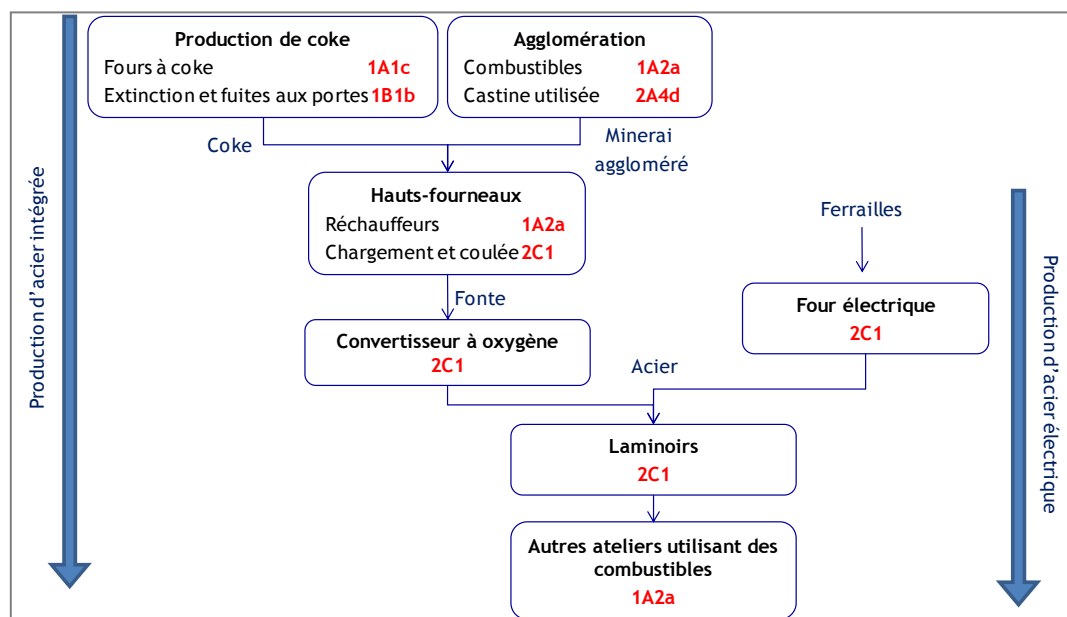 Production d'acier intégrée
Production de coke
Fours à coke 1A1c
Extinction et fuites aux portes 1B1b
Agglomération
Combustibles 1A2a
Castine utilisée 2A4d
Coke
Minerai
aggloméré
Hauts-fourneaux
Réchauffeurs 1A2a
Chargement et coulée 2C1
Ferrailles
Fonte
Four électrique
2C1
Convertisseur à oxygène
2C1
Acier
Laminoirs
2C1
Autres ateliers utilisant des
combustibles
1A2a
Production d'acier électrique